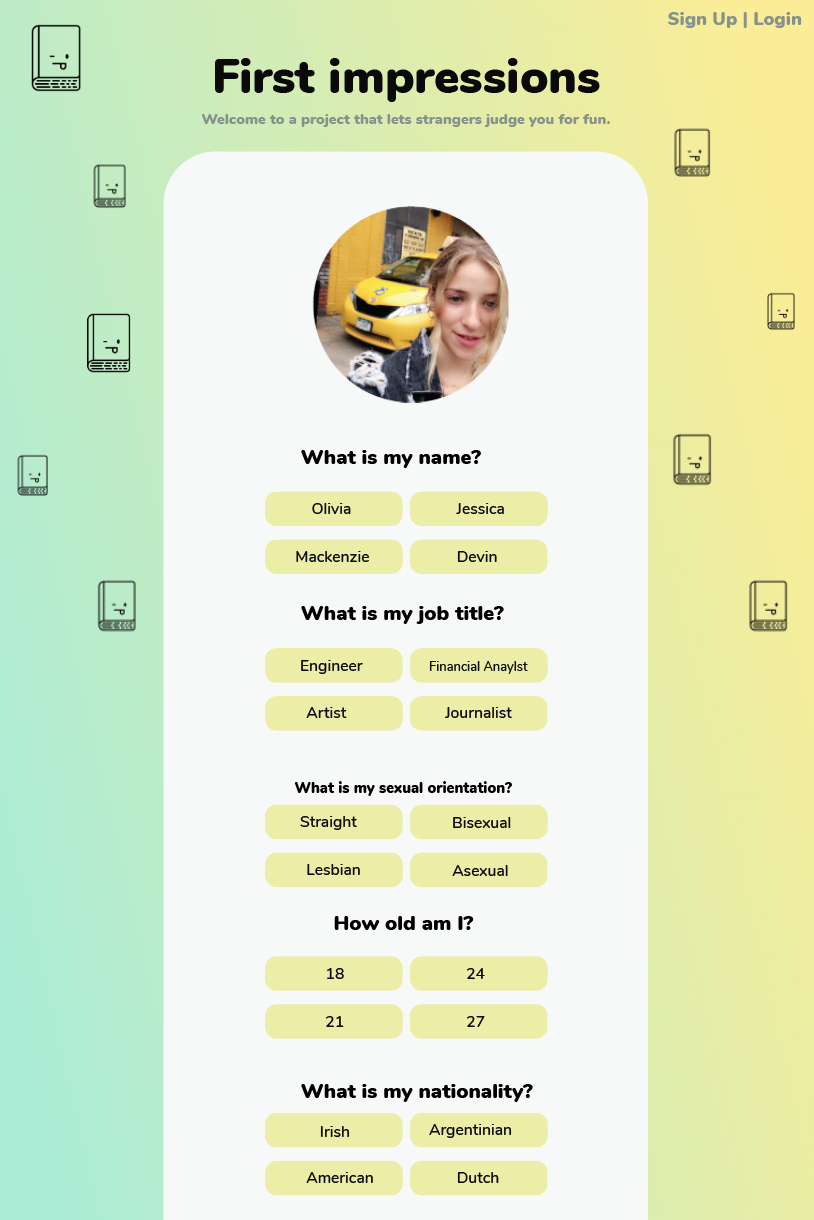 Sign Up | Login
First impressions
Welcome to a project that lets strangers judge you for fun.
What is my name?
Olivia
Jessica
Mackenzie
Devin
What is my job title?
Engineer
Financial Anaylst
Artist
Journalist
What is my sexual orientation?
Straight
Bisexual
Lesbian
Asexual
How old am I?
18
24
21
27
What is my nationality?
Irish
Argentinian
American
Dutch